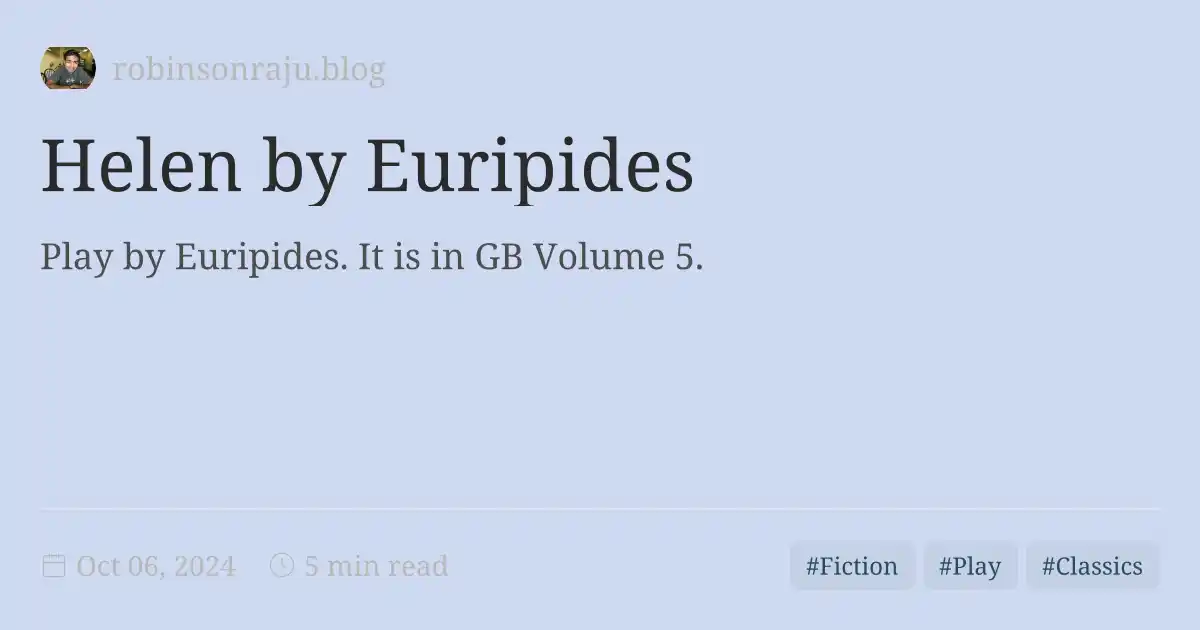 robinsonraju.blog
Helen by Euripides
Play by Euripides. It is in GB Volume 5.
Oct 06, 2024 5 min read #Fiction #Play #Classics